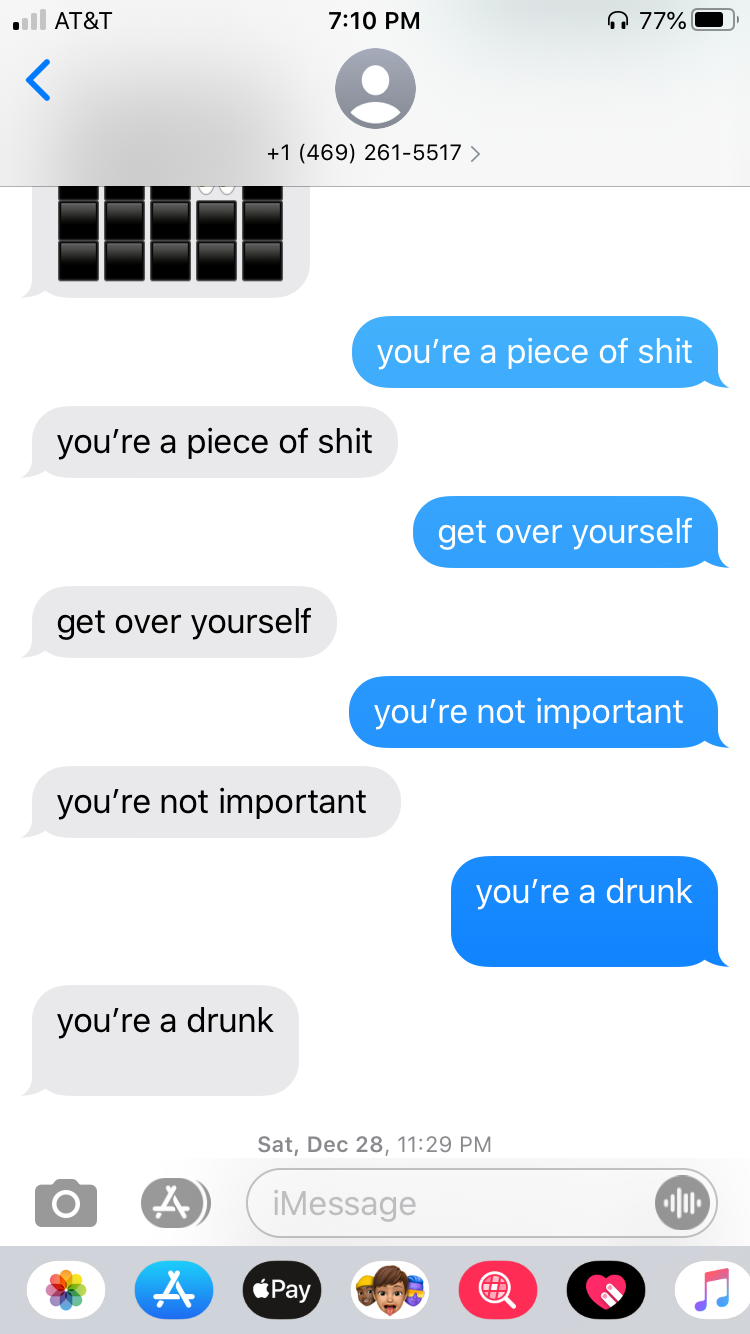 AT&T 7:10 PM 77%
+1 (469) 261-5517
you’re a piece of shit
you’re a piece of shit
get over yourself
get over yourself
you’re not important
you’re not important
you’re a drunk
you’re a drunk
Sat, Dec 28, 11:29 PM
iMessage
Pay